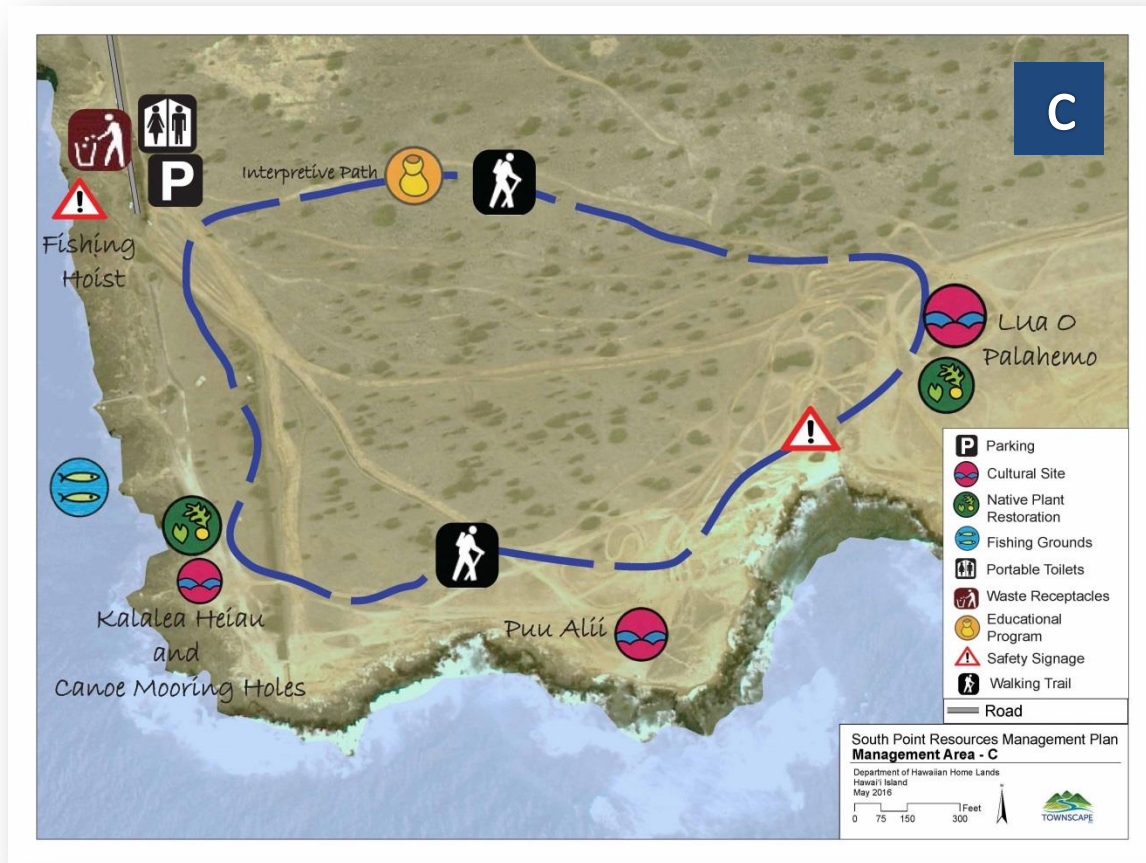 C
P
Interpretive Path
Fishing
Hoist
Lua O
Palahemo
Kalalea Heiau
and
Canoe Mooring Holes
Puu Alii
P Parking
Cultural Site
Native Plant
Restoration
Fishing Grounds
Portable Toilets
Waste Receptacles
Educational
Program
Safety Signage
Walking Trail
Road
South Point Resources Management Plan
Management Area - C
Department of Hawaiian Home Lands
Hawai'i Island
May 2016
Feet
0 75 150 300
TOWNSCAPE